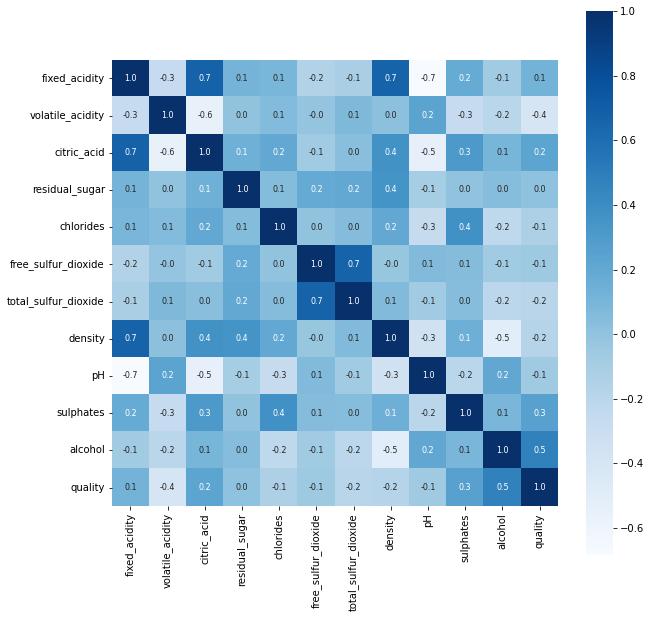 1.0
fixed_acidity 1.0 -0.3 0.7 0.1 0.1 -0.2 -0.1 0.7 -0.7 0.2 -0.1 0.1
0.8
volatile_acidity -0.3 1.0 -0.6 0.0 0.1 -0.0 0.1 0.0 0.2 -0.3 -0.2 -0.4
citric_acid 0.7 -0.6 1.0 0.1 0.2 -0.1 0.0 0.4 -0.5 0.3 0.1 0.2
0.6
residual_sugar 0.1 0.0 0.1 1.0 0.1 0.2 0.2 0.4 -0.1 0.0 0.0 0.0
0.4
chlorides 0.1 0.1 0.2 0.1 1.0 0.0 0.0 0.2 -0.3 0.4 -0.2 -0.1
free_sulfur_dioxide -0.2 -0.0 -0.1 0.2 0.0 1.0 0.7 -0.0 0.1 0.1 -0.1 -0.1
0.2
total_sulfur_dioxide -0.1 0.1 0.0 0.2 0.0 0.7 1.0 0.1 -0.1 0.0 -0.2 -0.2
0.0
density 0.7 0.0 0.4 0.4 0.2 -0.0 0.1 1.0 -0.3 0.1 -0.5 -0.2
pH -0.7 0.2 -0.5 -0.1 -0.3 0.1 -0.1 -0.3 1.0 -0.2 0.2 -0.1
−0.2
sulphates 0.2 -0.3 0.3 0.0 0.4 0.1 0.0 0.1 -0.2 1.0 0.1 0.3
alcohol -0.1 -0.2 0.1 0.0 -0.2 -0.1 -0.2 -0.5 0.2 0.1 1.0 0.5
−0.4
quality 0.1 -0.4 0.2 0.0 -0.1 -0.1 -0.2 -0.2 -0.1 0.3 0.5 1.0
−0.6
fixed_acidity
volatile_acidity
citric_acid
residual_sugar
chlorides
free_sulfur_dioxide
total_sulfur_dioxide
density
pH
sulphates
alcohol
quality